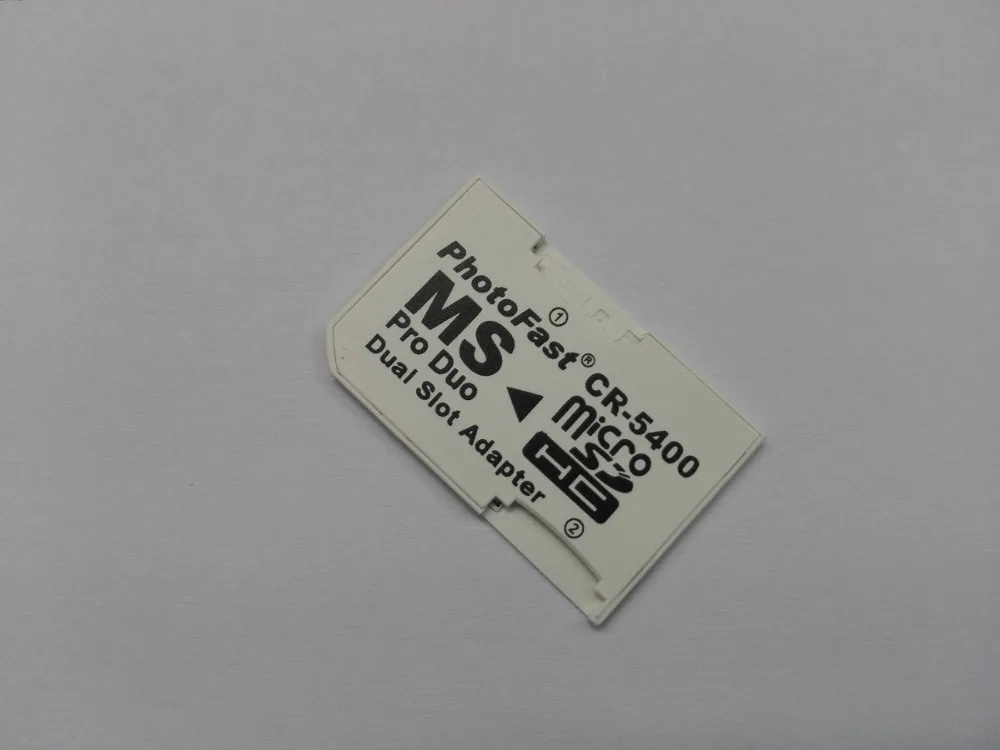 PhotoFast® CR-5400
MS
Pro Duo
Dual Slot Adapter
micro
SD
HC
①
②